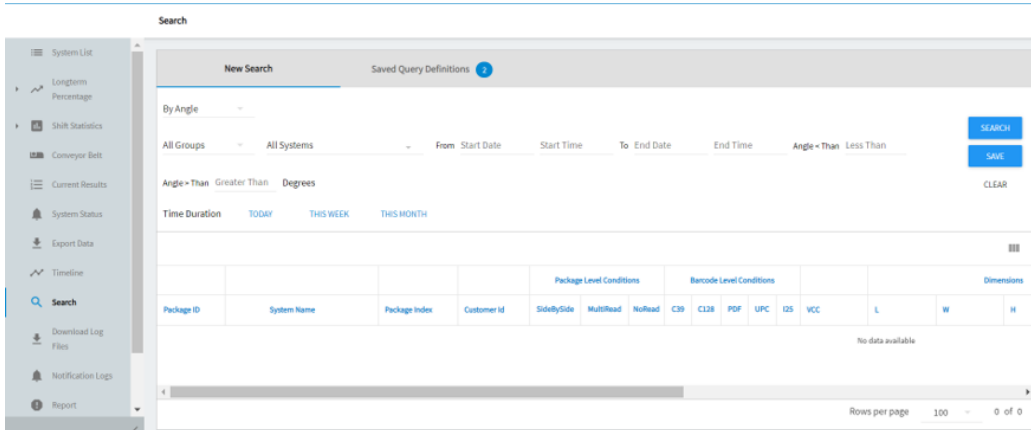 Search
System List
Longterm
Percentage
Shift Statistics
Conveyor Belt
Current Results
System Status
Export Data
Timeline
Search
Download Log
Files
Notification Logs
Report
New Search
Saved Query Definitions 2
By Angle
All Groups All Systems From Start Date Start Time To End Date End Time Angle < Than Less Than
SEARCH
SAVE
CLEAR
Angle > Than Greater Than Degrees
Time Duration TODAY THIS WEEK THIS MONTH
Package Level Conditions Barcode Level Conditions Dimensions
Package ID System Name Package Index Customer Id SideBySide MultiRead NoRead C39 C128 PDF UPC I25 VCC L W H
No data available
Rows per page 100 0 of 0